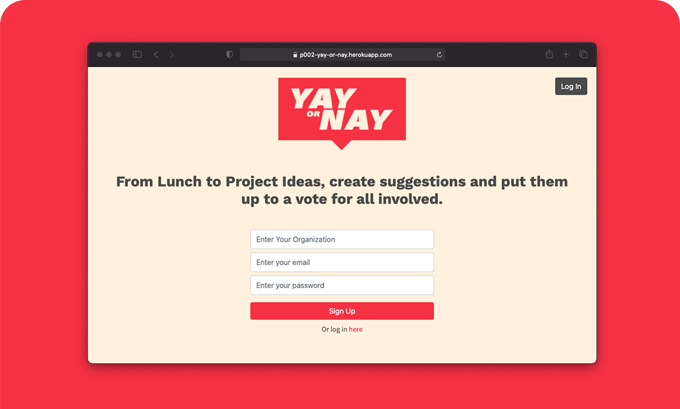 p002-yay-or-nay.herokuapp.com
Log In
YAY
OR NAY
From Lunch to Project Ideas, create suggestions and put them
up to a vote for all involved.
Enter Your Organization
Enter your email
Enter your password
Sign Up
Or log in here